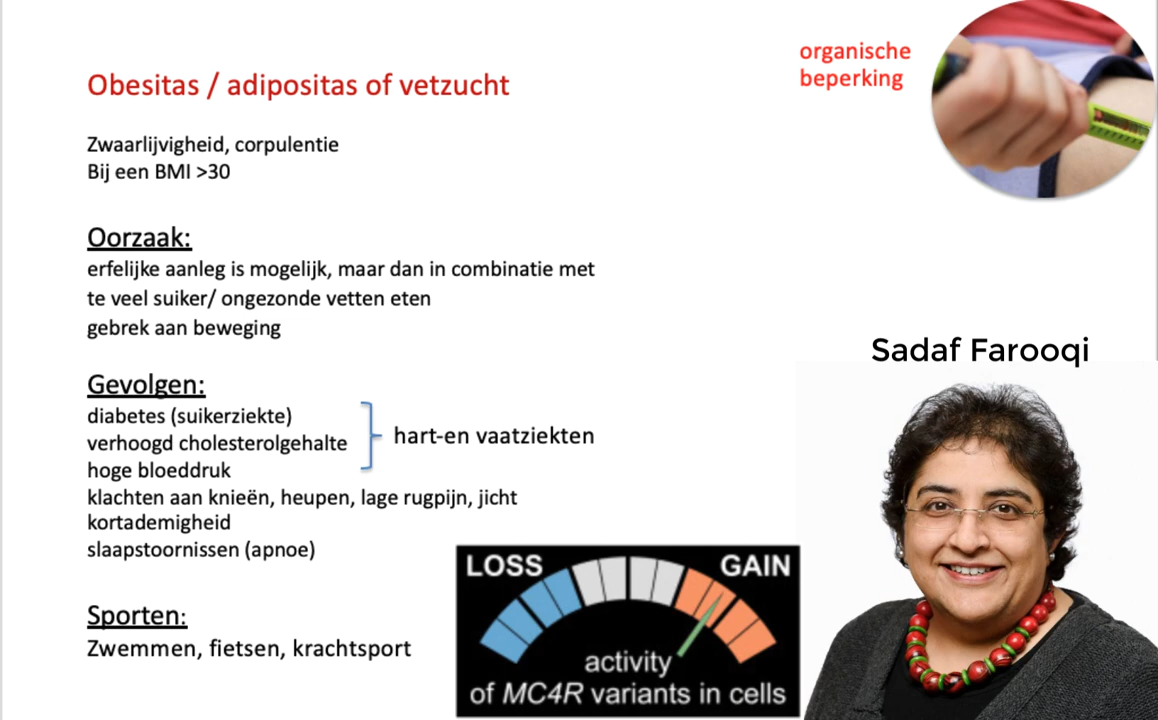 organische
beperking
Obesitas / adipositas of vetzucht
Zwaarlijvigheid, corpulentie
Bij een BMI >30
Oorzaak:
erfelijke aanleg is mogelijk, maar dan in combinatie met
te veel suiker/ ongezonde vetten eten
gebrek aan beweging
Sadaf Farooqi
Gevolgen:
diabetes (suikerziekte)
verhoogd cholesterolgehalte
hart-en vaatziekten
hoge bloeddruk
klachten aan knieën, heupen, lage rugpijn, jicht
kortademigheid
slaapstoornissen (apnoe)
LOSS GAIN
activity
of MC4R variants in cells
Sporten:
Zwemmen, fietsen, krachtsport